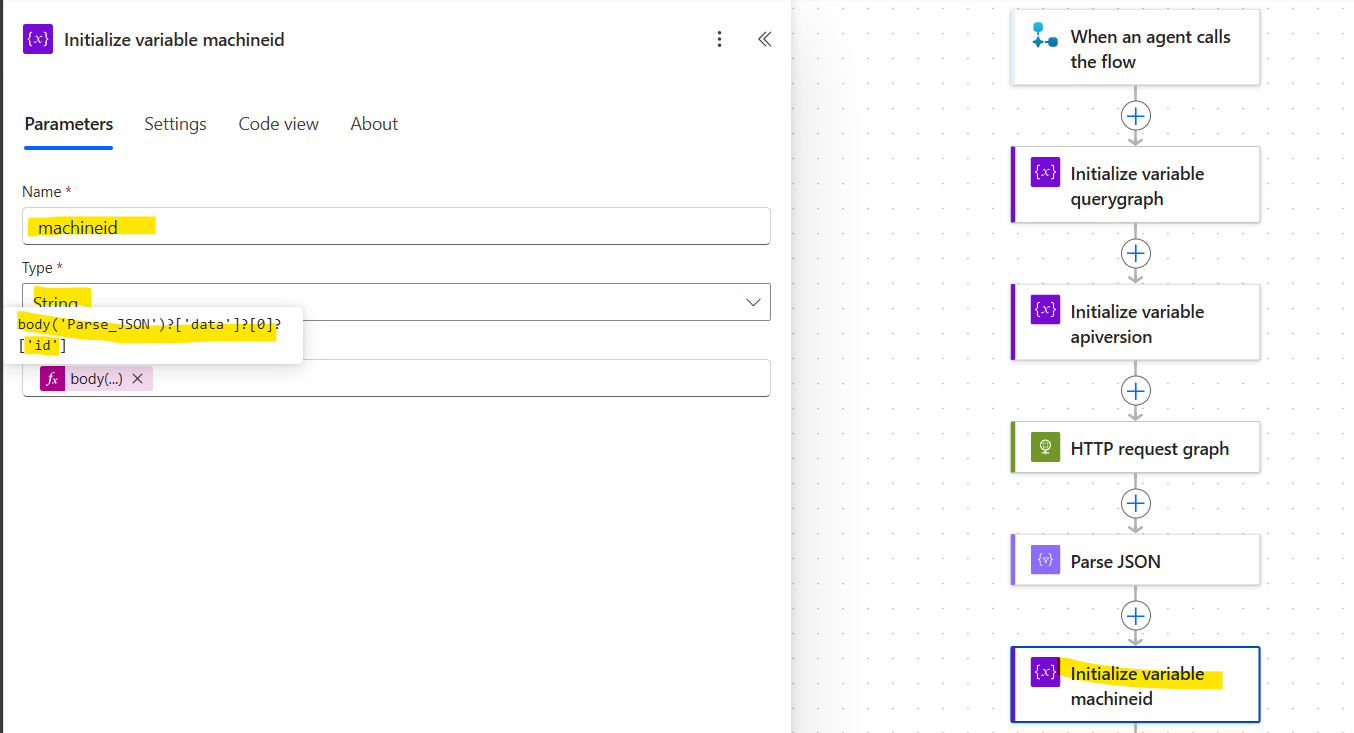 Initialize variable machineid
Parameters
Settings
Code view
About
Name *
machineid
Type *
String
body('Parse_JSON')?['data']?[0]?
['id']
body(...)
When an agent calls
the flow
Initialize variable
querygraph
Initialize variable
apiversion
HTTP request graph
Parse JSON
Initialize variable
machineid